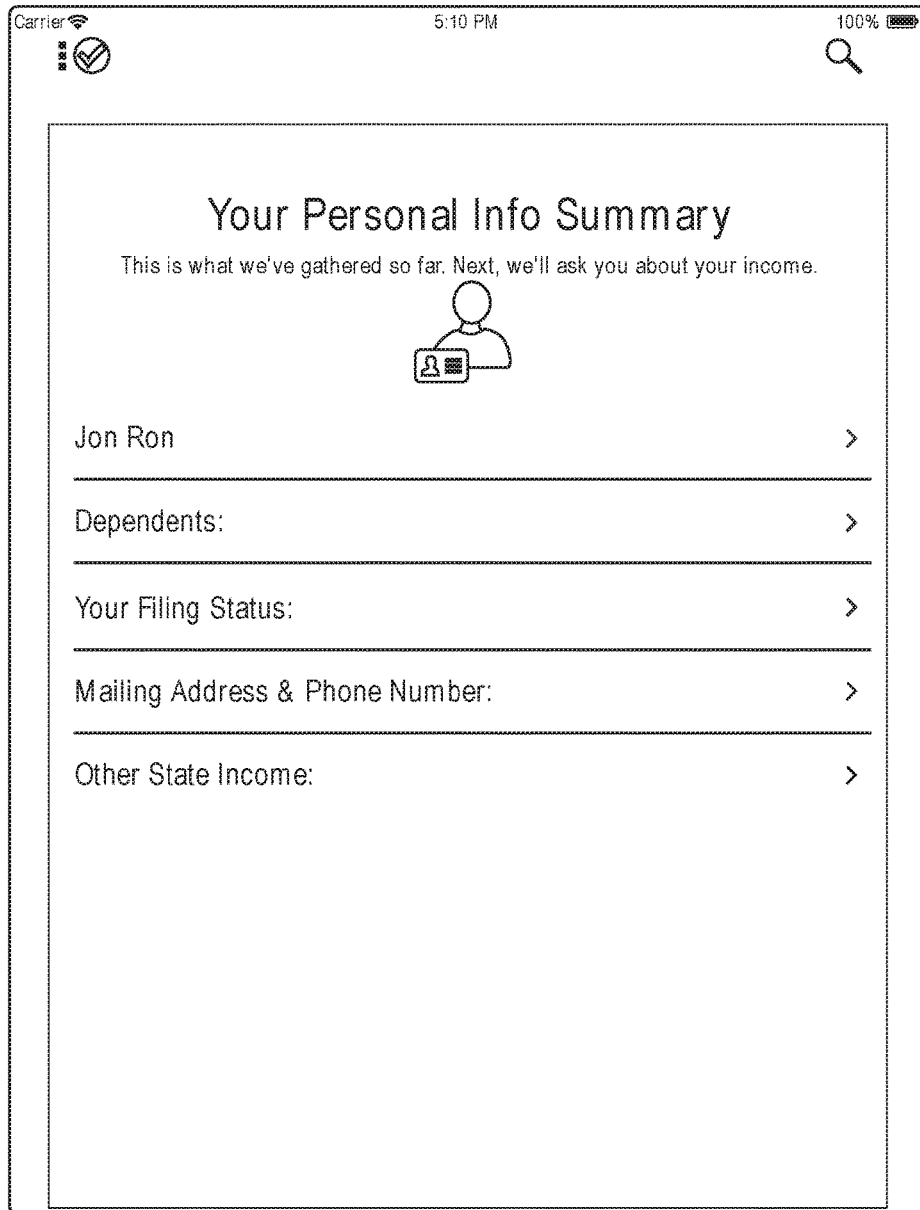 Carrier 5:10 PM 100%
Your Personal Info Summary
This is what we've gathered so far. Next, we'll ask you about your income.
Jon Ron
Dependents:
Your Filing Status:
Mailing Address & Phone Number:
Other State Income: